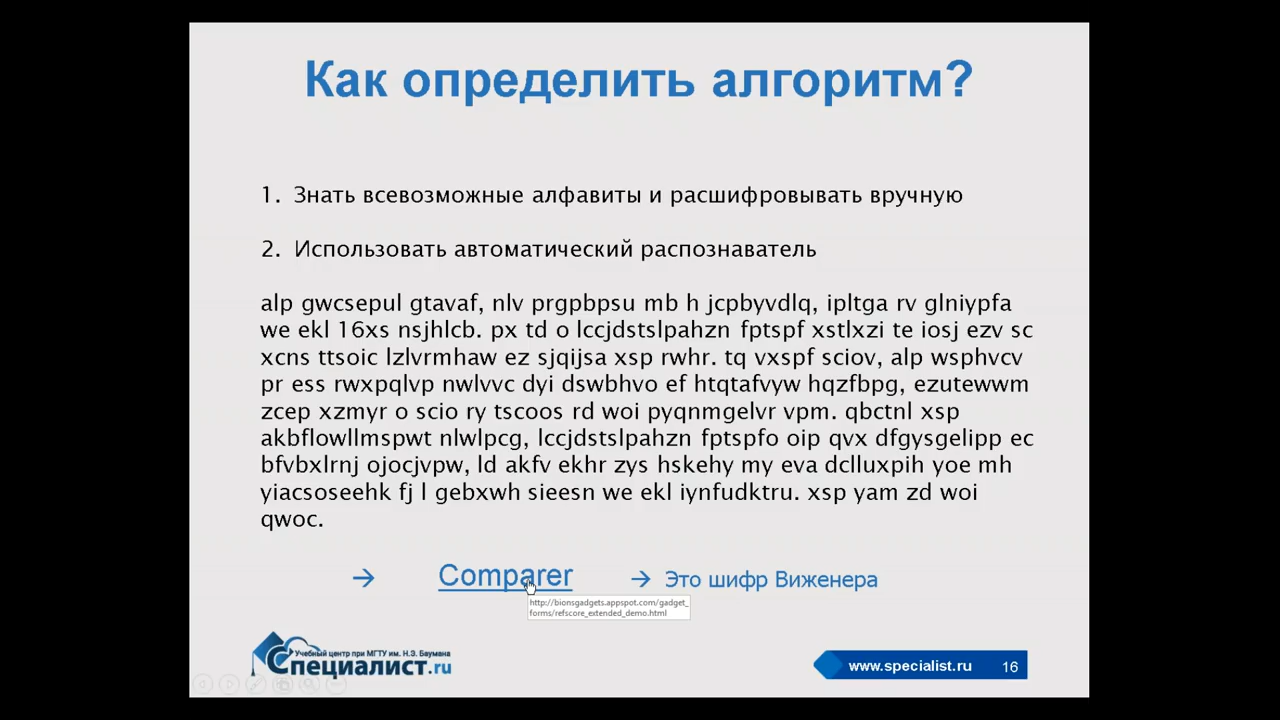 Как определить алгоритм?
1. Знать всевозможные алфавиты и расшифровывать вручную
2. Использовать автоматический распознаватель
alp gwcsepul gtavaf, nlv prgpbpsu mb h jcpbyvdlq, ipltga rv glniypfa
we ekl 16xs nsjhlcb. px td o lccjdstslpahzn fptspf xstlxzi te iosj ezv sc
xcns ttsoic lzlvrmhaw ez sjqijsa xsp rwhr. tq vxspf sciov, alp wsphvcv
pr ess rwxpqlvp nwlvvc dyi dswbhvo ef htqtafvyw hqzfbpg, ezutewwm
zcep xzmyr o scio ry tscoos rd woi pyqnmgelvr vpm. qbctnl xsp
akbflowllmspwt nlwlpcg, lccjdstslpahzn fptspfo oip qvx dfgysgelipp ec
bfvbxlrnj ojocjvpw, ld akfv ekhr zys hskehy my eva dclluxpih yoe mh
yiacsoseehk fj l gebxwh sieesn we ekl iynfudktru. xsp yam zd woi
qwoc.
→ Comparer → Это шифр Виженера
http://bionsgadgets.appspot.com/gadget_
forms/refscore_extended_demo.html
Учебный центр при МГТУ им. Н.Э. Баумана
Специалист.ru
www.specialist.ru 16